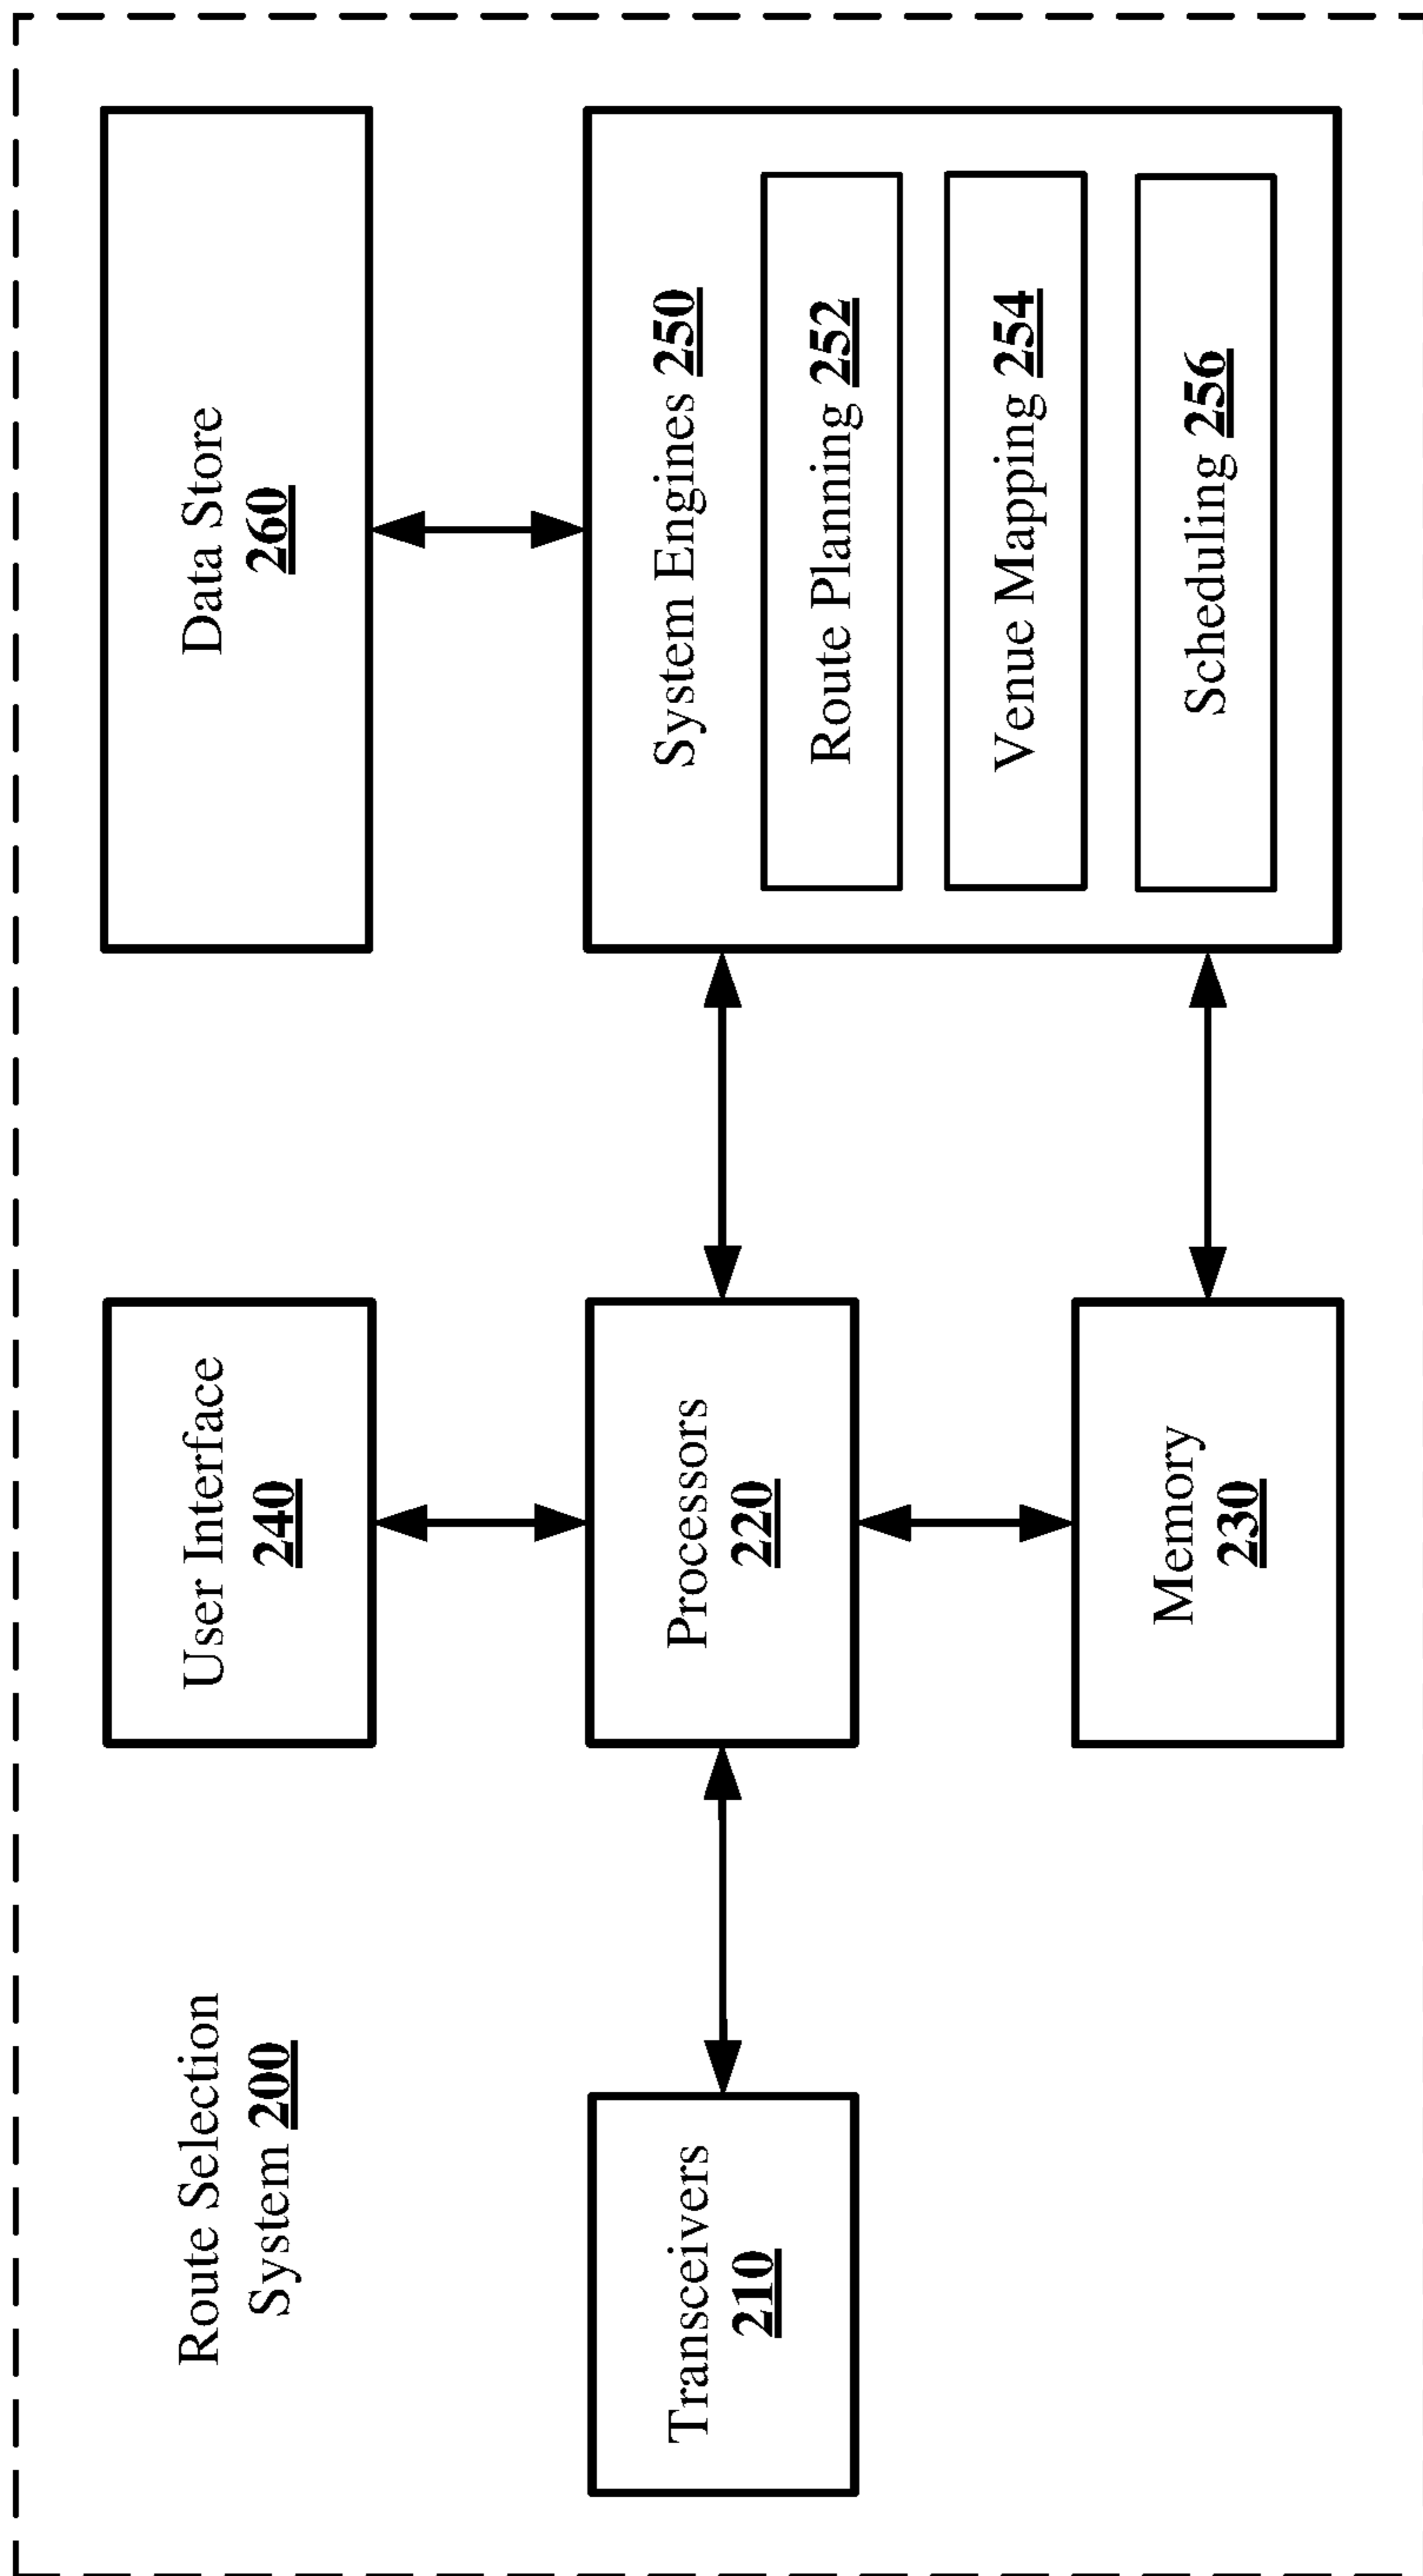 Route Selection
System 200
User Interface
240
Data Store
260
Transceivers
210
Processors
220
System Engines 250
Route Planning 252
Venue Mapping 254
Scheduling 256
Memory
230